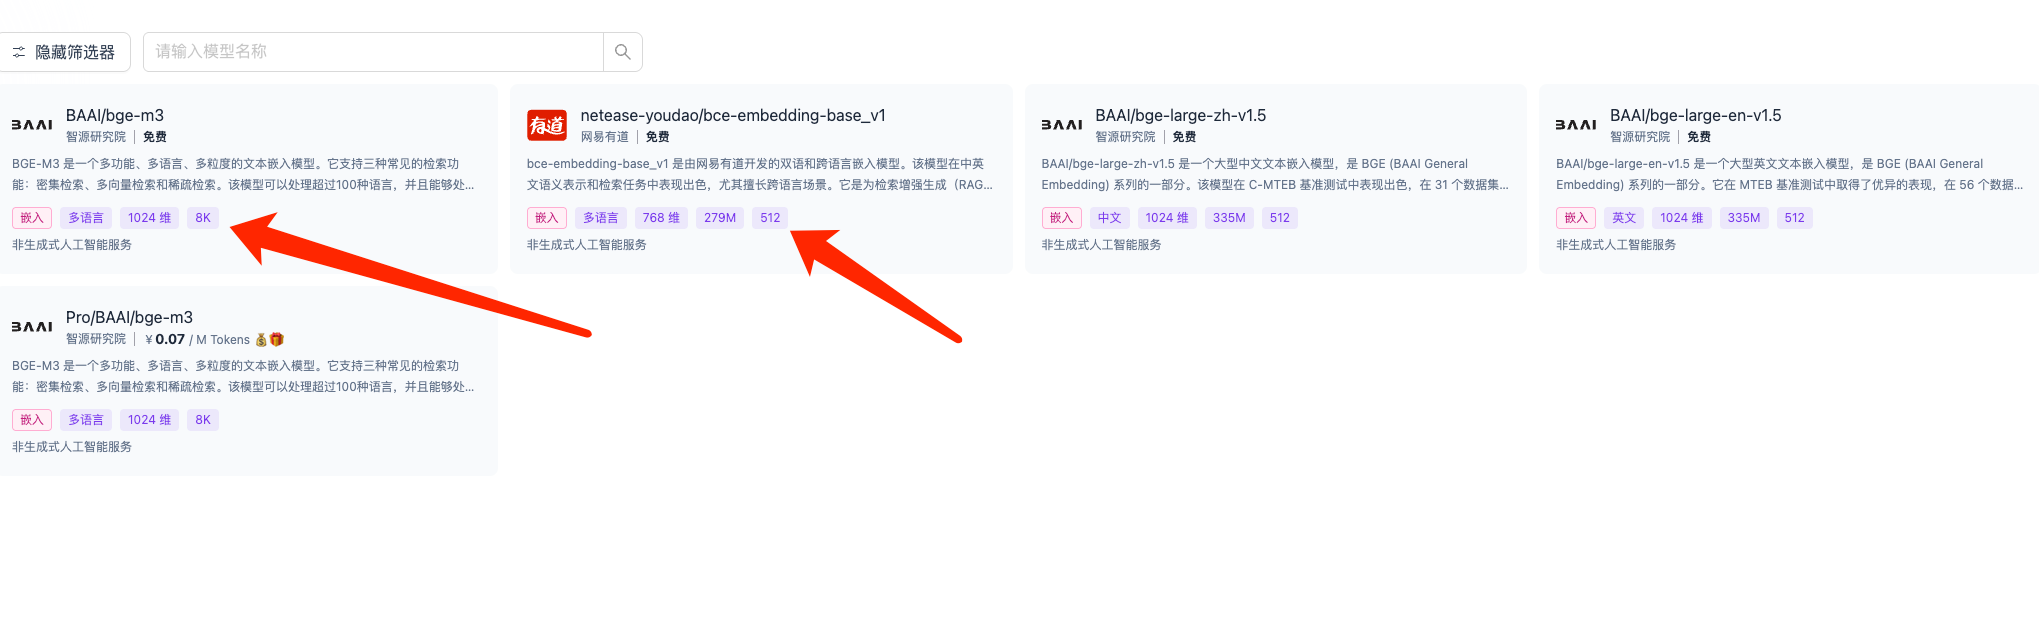 隐藏筛选器
请输入模型名称
BAAI
BAAI/bge-m3
智源研究院 | 免费
BGE-M3 是一个多功能、多语言、多粒度的文本嵌入模型。它支持三种常见的检索功
能：密集检索、多向量检索和稀疏检索。该模型可以处理超过100种语言，并且能够处...
嵌入 多语言 1024 维 8K
非生成式人工智能服务
有道
netease-youdao/bce-embedding-base_v1
网易有道 | 免费
bce-embedding-base_v1 是由网易有道开发的双语和跨语言嵌入模型。该模型在中英
文语义表示和检索任务中表现出色，尤其擅长跨语言场景。它是为检索增强生成（RAG...
嵌入 多语言 768 维 279M 512
非生成式人工智能服务
BAAI
BAAI/bge-large-zh-v1.5
智源研究院 | 免费
BAAI/bge-large-zh-v1.5 是一个大型中文文本嵌入模型，是 BGE (BAAI General
Embedding) 系列的一部分。该模型在 C-MTEB 基准测试中表现出色，在 31 个数据集...
嵌入 中文 1024 维 335M 512
非生成式人工智能服务
BAAI
BAAI/bge-large-en-v1.5
智源研究院 | 免费
BAAI/bge-large-en-v1.5 是一个大型英文文本嵌入模型，是 BGE (BAAI General
Embedding) 系列的一部分。它在 MTEB 基准测试中取得了优异的表现，在 56 个数据...
嵌入 英文 1024 维 335M 512
非生成式人工智能服务
BAAI
Pro/BAAI/bge-m3
智源研究院 | ¥ 0.07 / M Tokens 💰🎁
BGE-M3 是一个多功能、多语言、多粒度的文本嵌入模型。它支持三种常见的检索功
能：密集检索、多向量检索和稀疏检索。该模型可以处理超过100种语言，并且能够处...
嵌入 多语言 1024 维 8K
非生成式人工智能服务